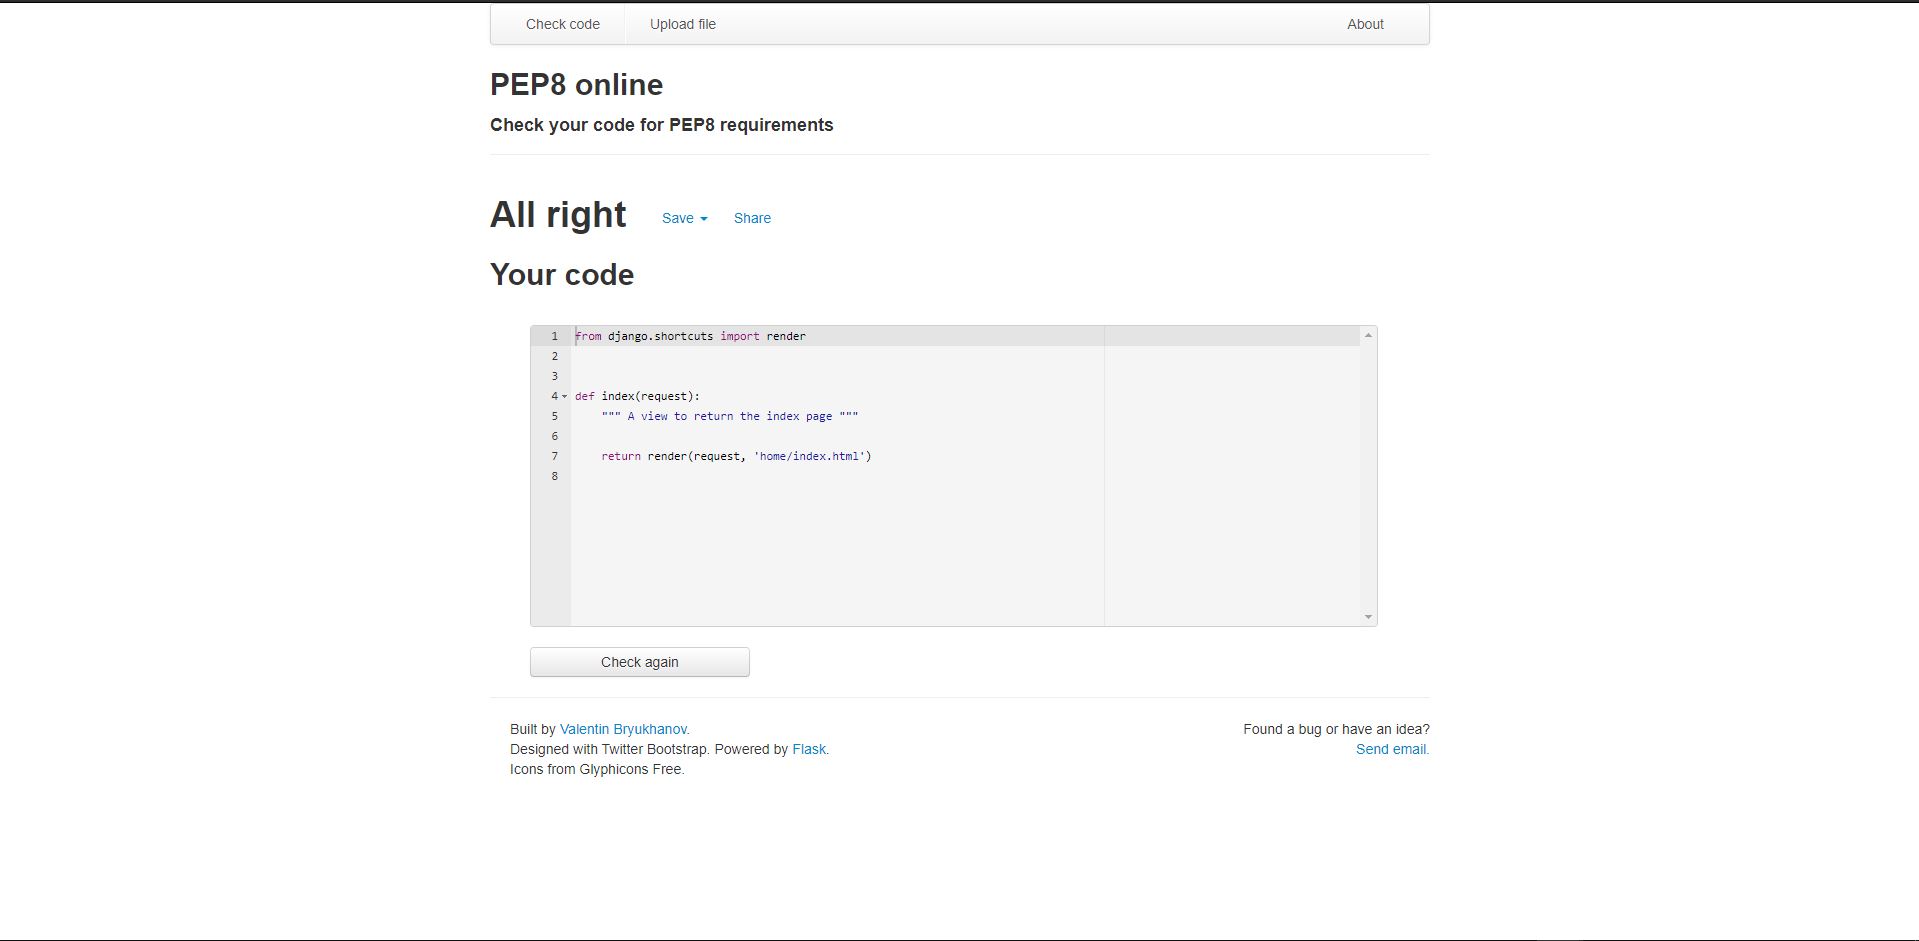 Check code Upload file About
PEP8 online
Check your code for PEP8 requirements
All right Save Share
Your code
1 from django.shortcuts import render
2
3
4 def index(request):
5     """ A view to return the index page """
6
7     return render(request, 'home/index.html')
8
Check again
Built by Valentin Bryukhanov. Found a bug or have an idea?
Designed with Twitter Bootstrap. Powered by Flask. Send email.
Icons from Glyphicons Free.